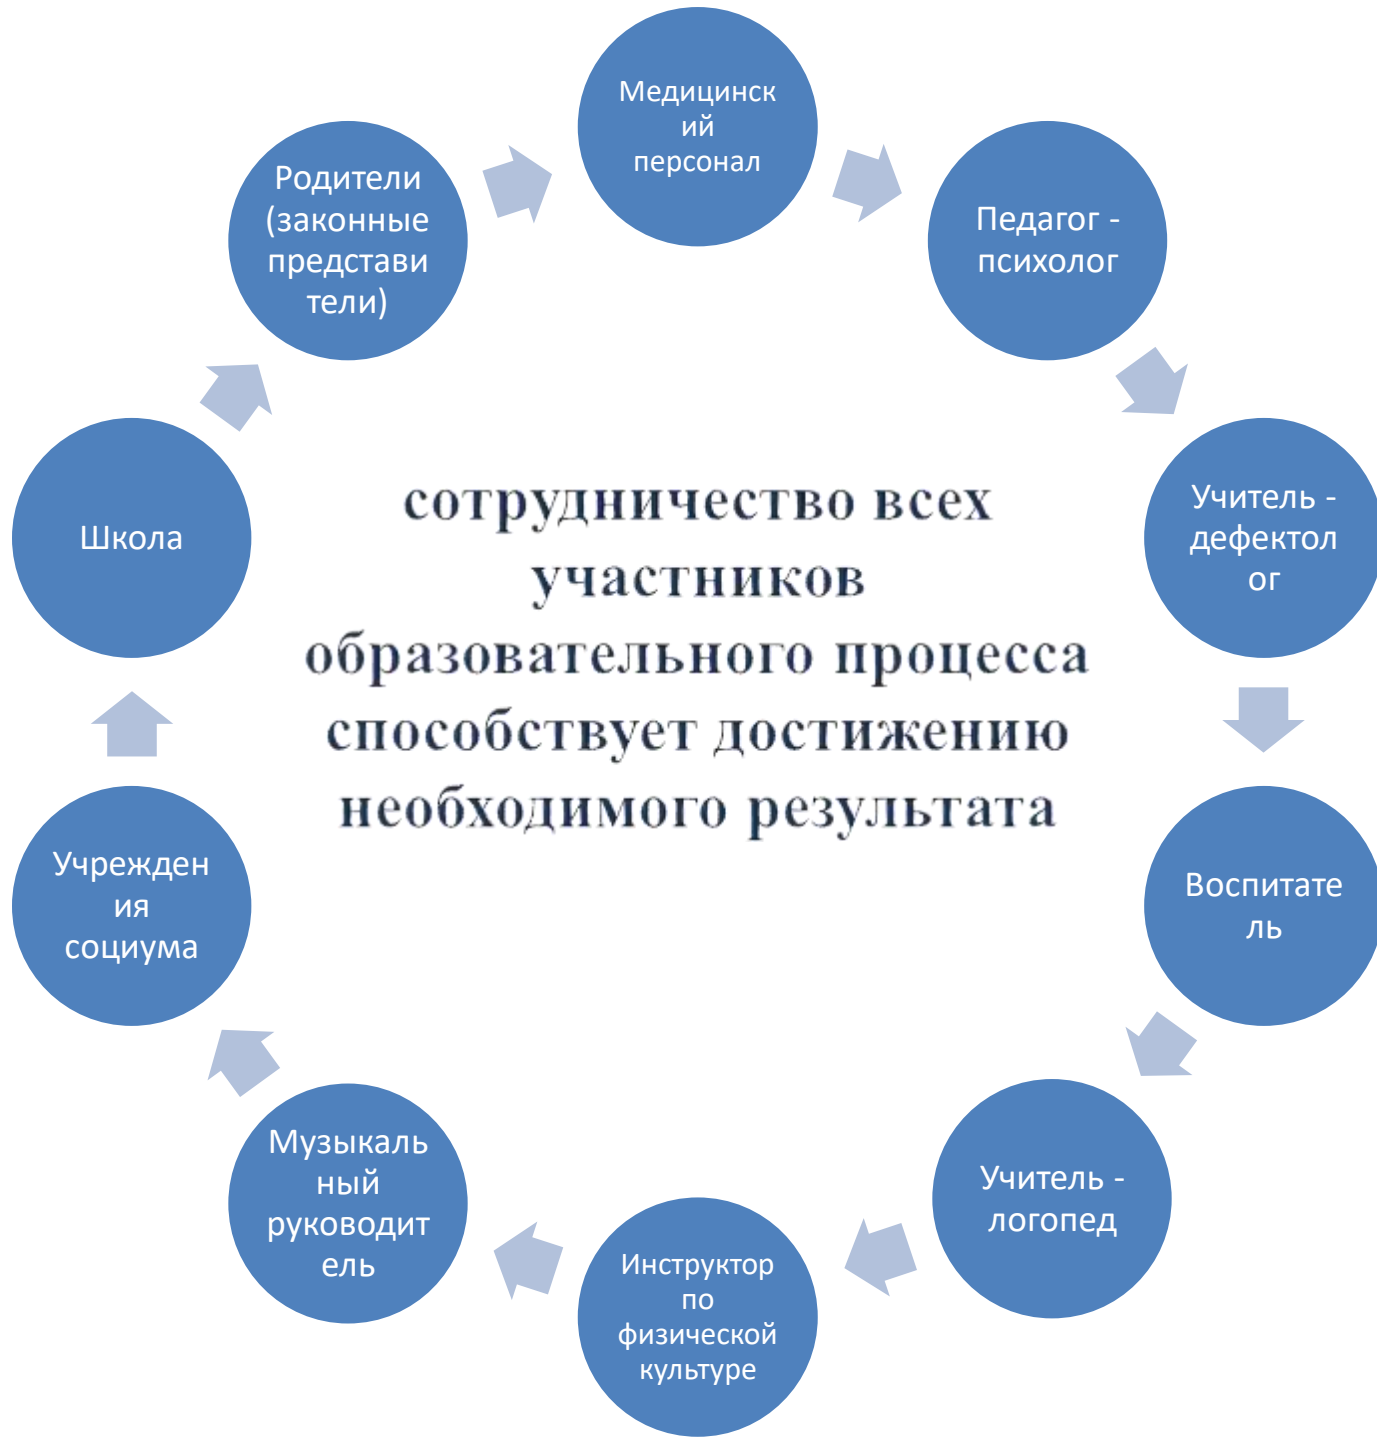 Медицинск
ий
персонал
Педагог -
психолог
Учитель -
дефектол
ог
Воспитате
ль
Учитель -
логопед
Инструктор
по
физической
культуре
Музыкаль
ный
руководит
ель
Учрежден
ия
социума
Школа
Родители
(законные
представи
тели)
сотрудничество всех
участников
образовательного процесса
способствует достижению
необходимого результата